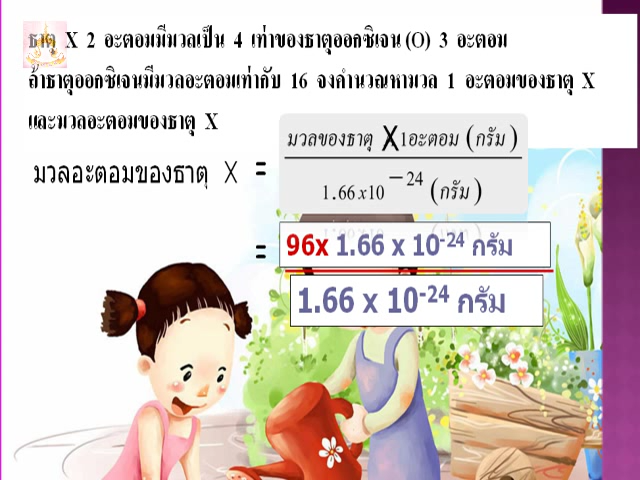 ธาตุ X 2 อะตอมมีมวลเป็น 4 เท่าของธาตุออกซิเจน (O) 3 อะตอม
ถ้าธาตุออกซิเจนมีมวลอะตอมเท่ากับ 16 จงคำนวณหามวล 1 อะตอมของธาตุ X
และมวลอะตอมของธาตุ X
มวลอะตอมของธาตุ X = มวลของธาตุ X 1อะตอม (กรัม)
1.66 x 10 −24 (กรัม)
= 96x 1.66 x 10-24 กรัม
1.66 x 10-24 กรัม